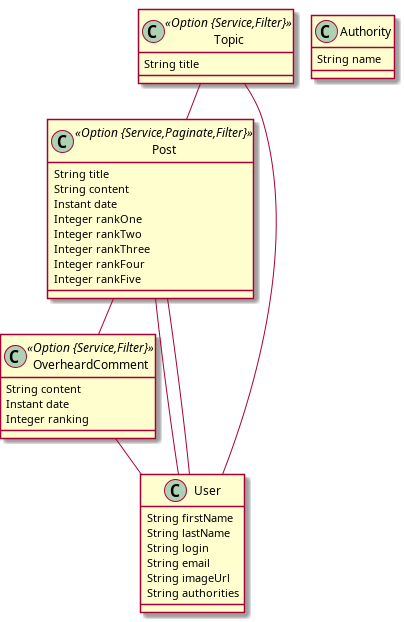 C
«Option {Service,Filter}»
Topic
String title
C
Authority
String name
C
«Option {Service,Paginate,Filter}»
Post
String title
String content
Instant date
Integer rankOne
Integer rankTwo
Integer rankThree
Integer rankFour
Integer rankFive
C
«Option {Service,Filter}»
OverheardComment
String content
Instant date
Integer ranking
C
User
String firstName
String lastName
String login
String email
String imageUrl
String authorities